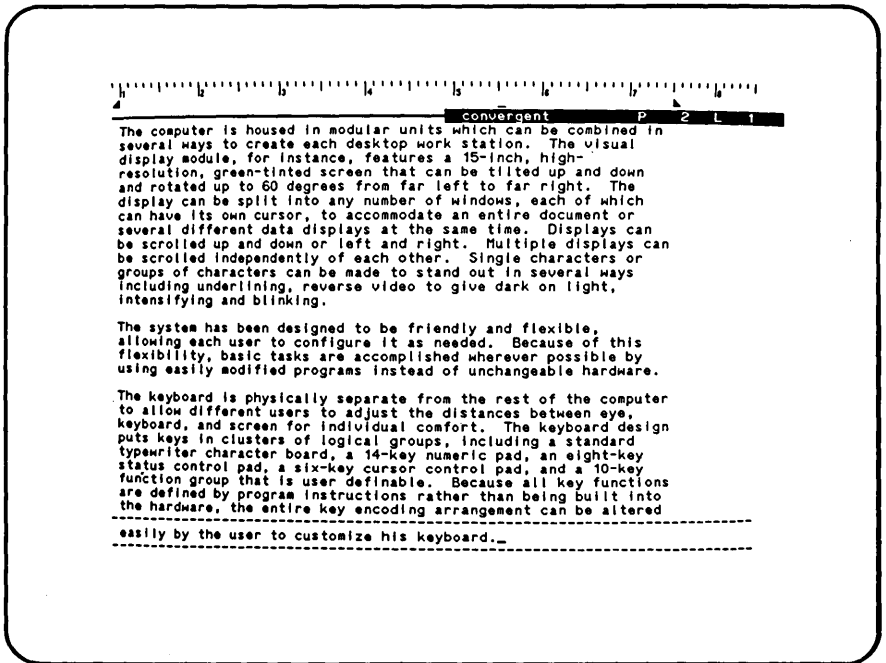 1 2 3 4 5 6 7 8
convergent P 2 L 1
The computer is housed in modular units which can be combined in
several ways to create each desktop work station. The visual
display module, for instance, features a 15-inch, high-
resolution, green-tinted screen that can be tilted up and down
and rotated up to 60 degrees from far left to far right. The
display can be split into any number of windows, each of which
can have its own cursor, to accommodate an entire document or
several different data displays at the same time. Displays can
be scrolled up and down or left and right. Multiple displays can
be scrolled independently of each other. Single characters or
groups of characters can be made to stand out in several ways
including underlining, reverse video to give dark on light,
intensifying and blinking.
The system has been designed to be friendly and flexible,
allowing each user to configure it as needed. Because of this
flexibility, basic tasks are accomplished wherever possible by
using easily modified programs instead of unchangeable hardware.
The keyboard is physically separate from the rest of the computer
to allow different users to adjust the distances between eye,
keyboard, and screen for individual comfort. The keyboard design
puts keys in clusters of logical groups, including a standard
typewriter character board, a 14-key numeric pad, an eight-key
status control pad, a six-key cursor control pad, and a 10-key
function group that is user definable. Because all key functions
are defined by program instructions rather than being built into
the hardware, the entire key encoding arrangement can be altered
easily by the user to customize his keyboard._